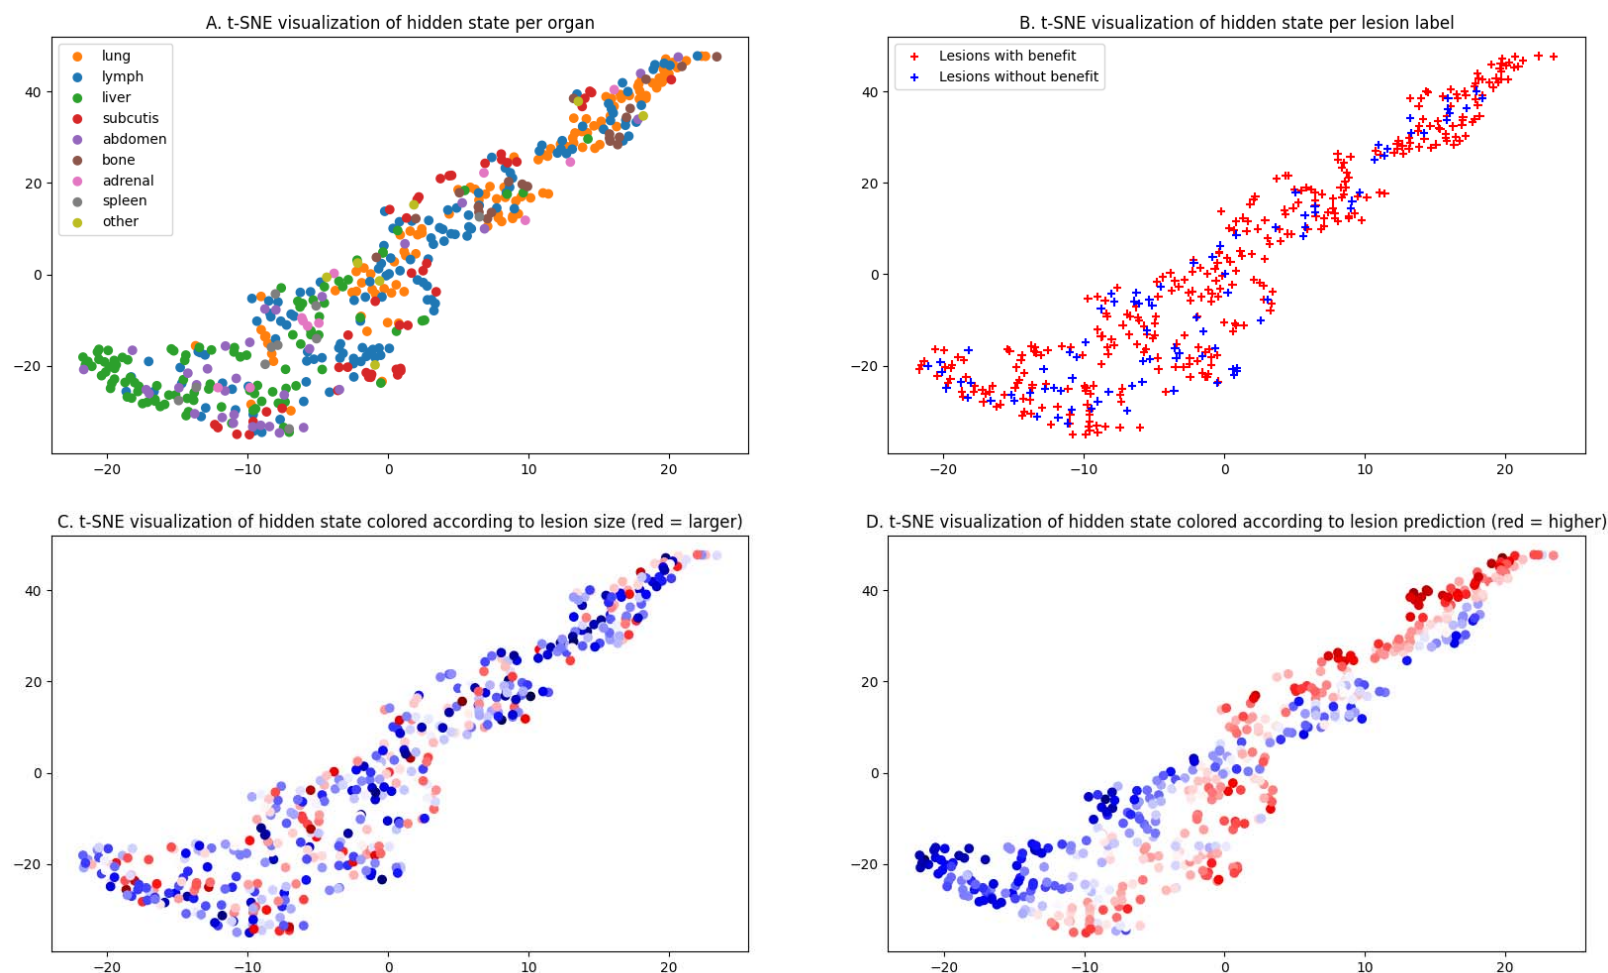 A. t-SNE visualization of hidden state per organ
lung
lymph
liver
subcutis
abdomen
bone
adrenal
spleen
other
40
20
0
−20
−20
−10
0
10
20
B. t-SNE visualization of hidden state per lesion label
Lesions with benefit
Lesions without benefit
40
20
0
−20
−20
−10
0
10
20
C. t-SNE visualization of hidden state colored according to lesion size (red = larger)
40
20
0
−20
−20
−10
0
10
20
D. t-SNE visualization of hidden state colored according to lesion prediction (red = higher)
40
20
0
−20
−20
−10
0
10
20